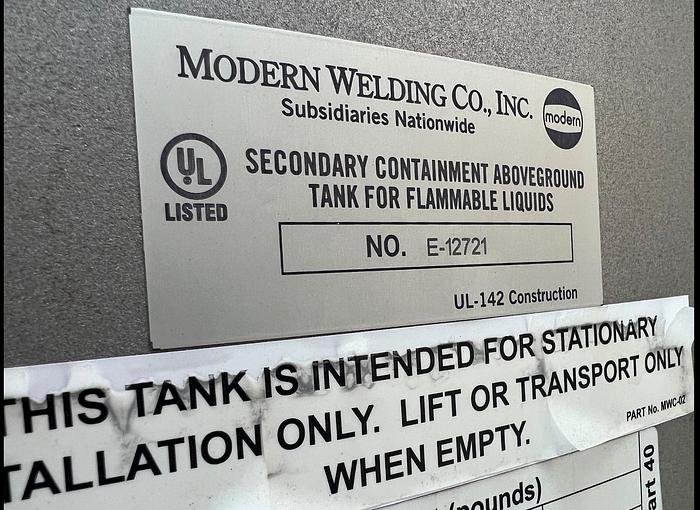 MODERN WELDING CO., INC.
modern
Subsidiaries Nationwide
UL
LISTED
SECONDARY CONTAINMENT ABOVEGROUND
TANK FOR FLAMMABLE LIQUIDS
NO. E-12721
UL-142 Construction
THIS TANK IS INTENDED FOR STATIONARY
TALLATION ONLY. LIFT OR TRANSPORT ONLY
WHEN EMPTY.
PART No. MWC-02
(pounds)
art 40